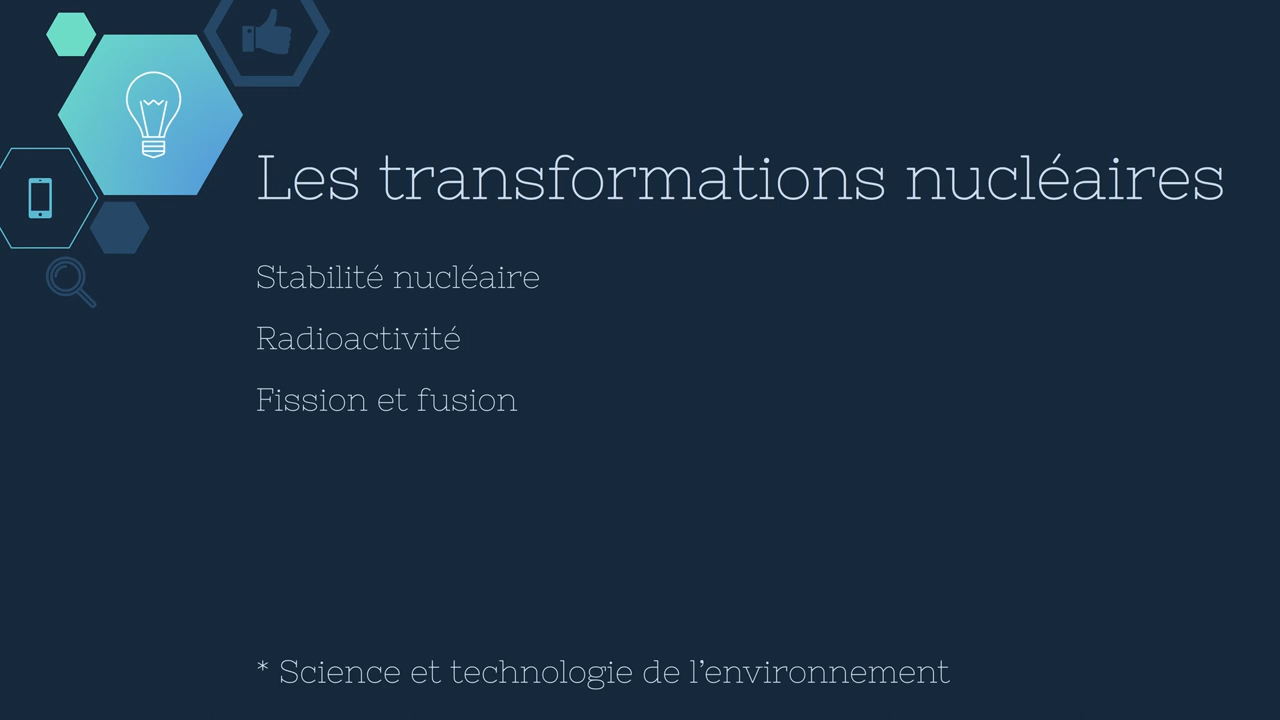 Les transformations nucléaires
Stabilité nucléaire
Radioactivité
Fission et fusion
* Science et technologie de l’environnement